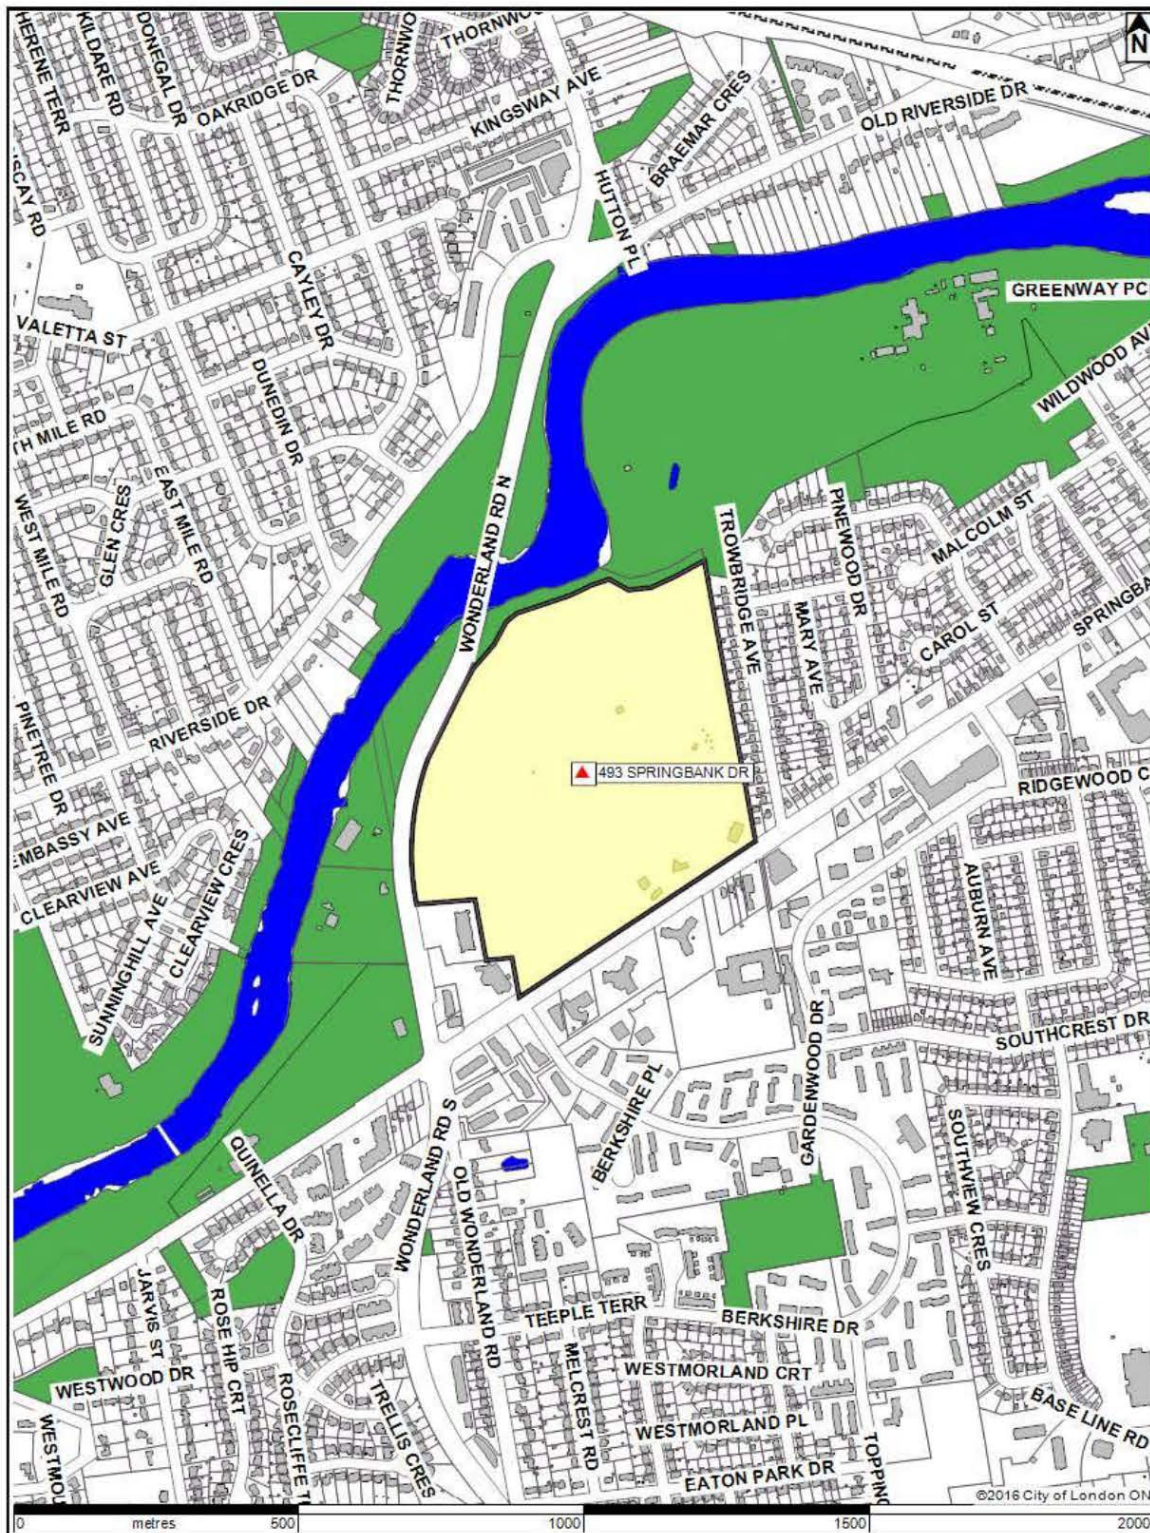 THORNWO
N
DONEGAL DR
KILDARE RD
HERENE TERR
THORNWO
OAKRIDGE DR
KINGSWAY AVE
BRAEMAR CRES
OLD RIVERSIDE DR
SCAY RD
HUTTON PL
CAYLEY DR
GREENWAY PC
VALETTA ST
WILDWOOD AV
DUNEDIN DR
TH MILE RD
EAST MILE RD
GLEN CRES
WEST MILE RD
WONDERLAND RD N
TROWBRIDGE AVE
PINEWOOD DR
MALCOLM ST
MARY AVE
CAROL ST
SPRINGBA
RIVERSIDE DR
PINETREE DR
493 SPRINGBANK DR
RIDGEWOOD C
EMBASSY AVE
CLEARVIEW AVE
CLEARVIEW CRES
SUNNINGHILL AVE
AUBURN AVE
SOUTHCREST DR
GARDENWOOD DR
BERKSHIRE PL
QUINELLA DR
WONDERLAND RD S
OLD WONDERLAND RD
SOUTHVIEW CRES
JARVIS ST
ROSE HIP CRT
TEEPLE TERR
BERKSHIRE DR
WESTWOOD DR
ROSECLIFFE T
TRELLIS CRES
MELCREST RD
WESTMORLAND CRT
WESTMORLAND PL
BASE LINE RD
WESTMOU
EATON PARK DR
TOPPING
©2016 City of London ON
0 metres 500 1000 1500 2000